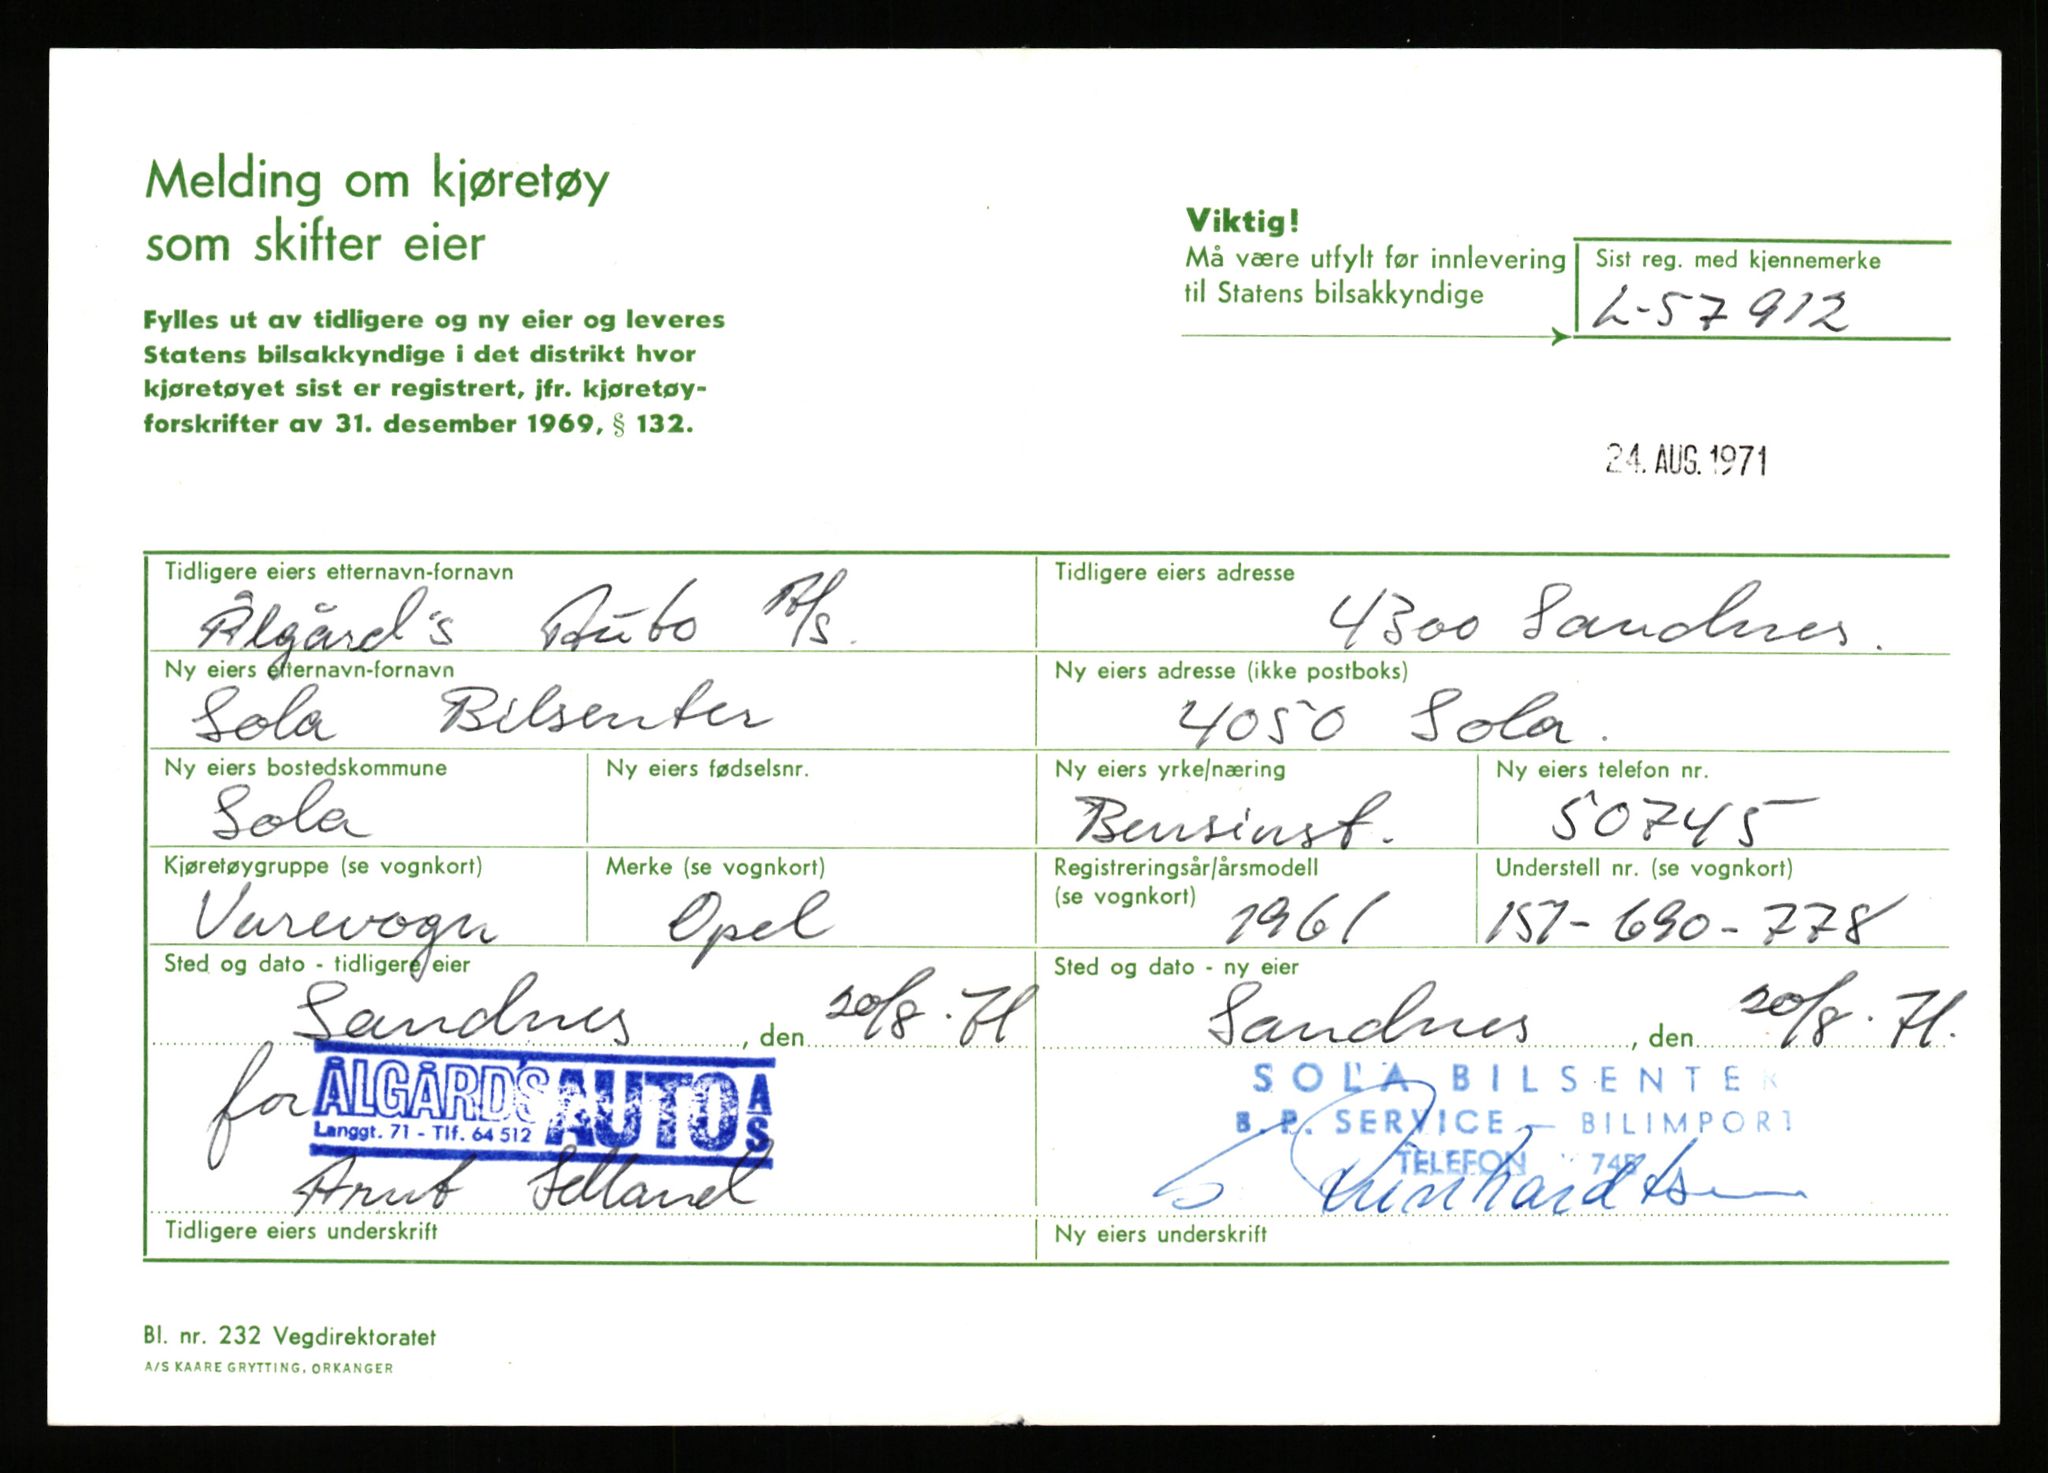 Melding om kjøretøy
som skifter eier
Fylles ut av tidligere og ny eier og leveres
Statens bilsakkyndige i det distrikt hvor
kjøretøyet sist er registrert, jfr. kjøretøy-
forskrifter av 31. desember 1969, § 132.
Viktig!
Må være utfylt før innlevering
til Statens bilsakkyndige
Sist reg. med kjennemerke
L-57912
24. AUG. 1971
Tidligere eiers etternavn-fornavn
Ålgård's Auto A/S.
Tidligere eiers adresse
4300 Sandnes.
Ny eiers etternavn-fornavn
Sola Bilsenter
Ny eiers adresse (ikke postboks)
4050 Sola.
Ny eiers bostedskommune
Sola
Ny eiers fødselsnr.
Ny eiers yrke/næring
Bensinst.
Ny eiers telefon nr.
50745
Kjøretøygruppe (se vognkort)
Varevogn
Merke (se vognkort)
Opel
Registreringsår/årsmodell
(se vognkort)
1961
Understell nr. (se vognkort)
151-690-778
Sted og dato - tidligere eier
Sandnes, den 20/8.71
Sted og dato - ny eier
Sandnes, den 20/8.71.
for
ÅLGÅRD'S AUTO AS
Langgt. 71 - Tlf. 64 512
Arnt Selland
Tidligere eiers underskrift
SOLA BILSENTER
B.P. SERVICE — BILIMPORT
TELEFON 745
Ny eiers underskrift
Bl. nr. 232 Vegdirektoratet
A/S KAARE GRYTTING, ORKANGER